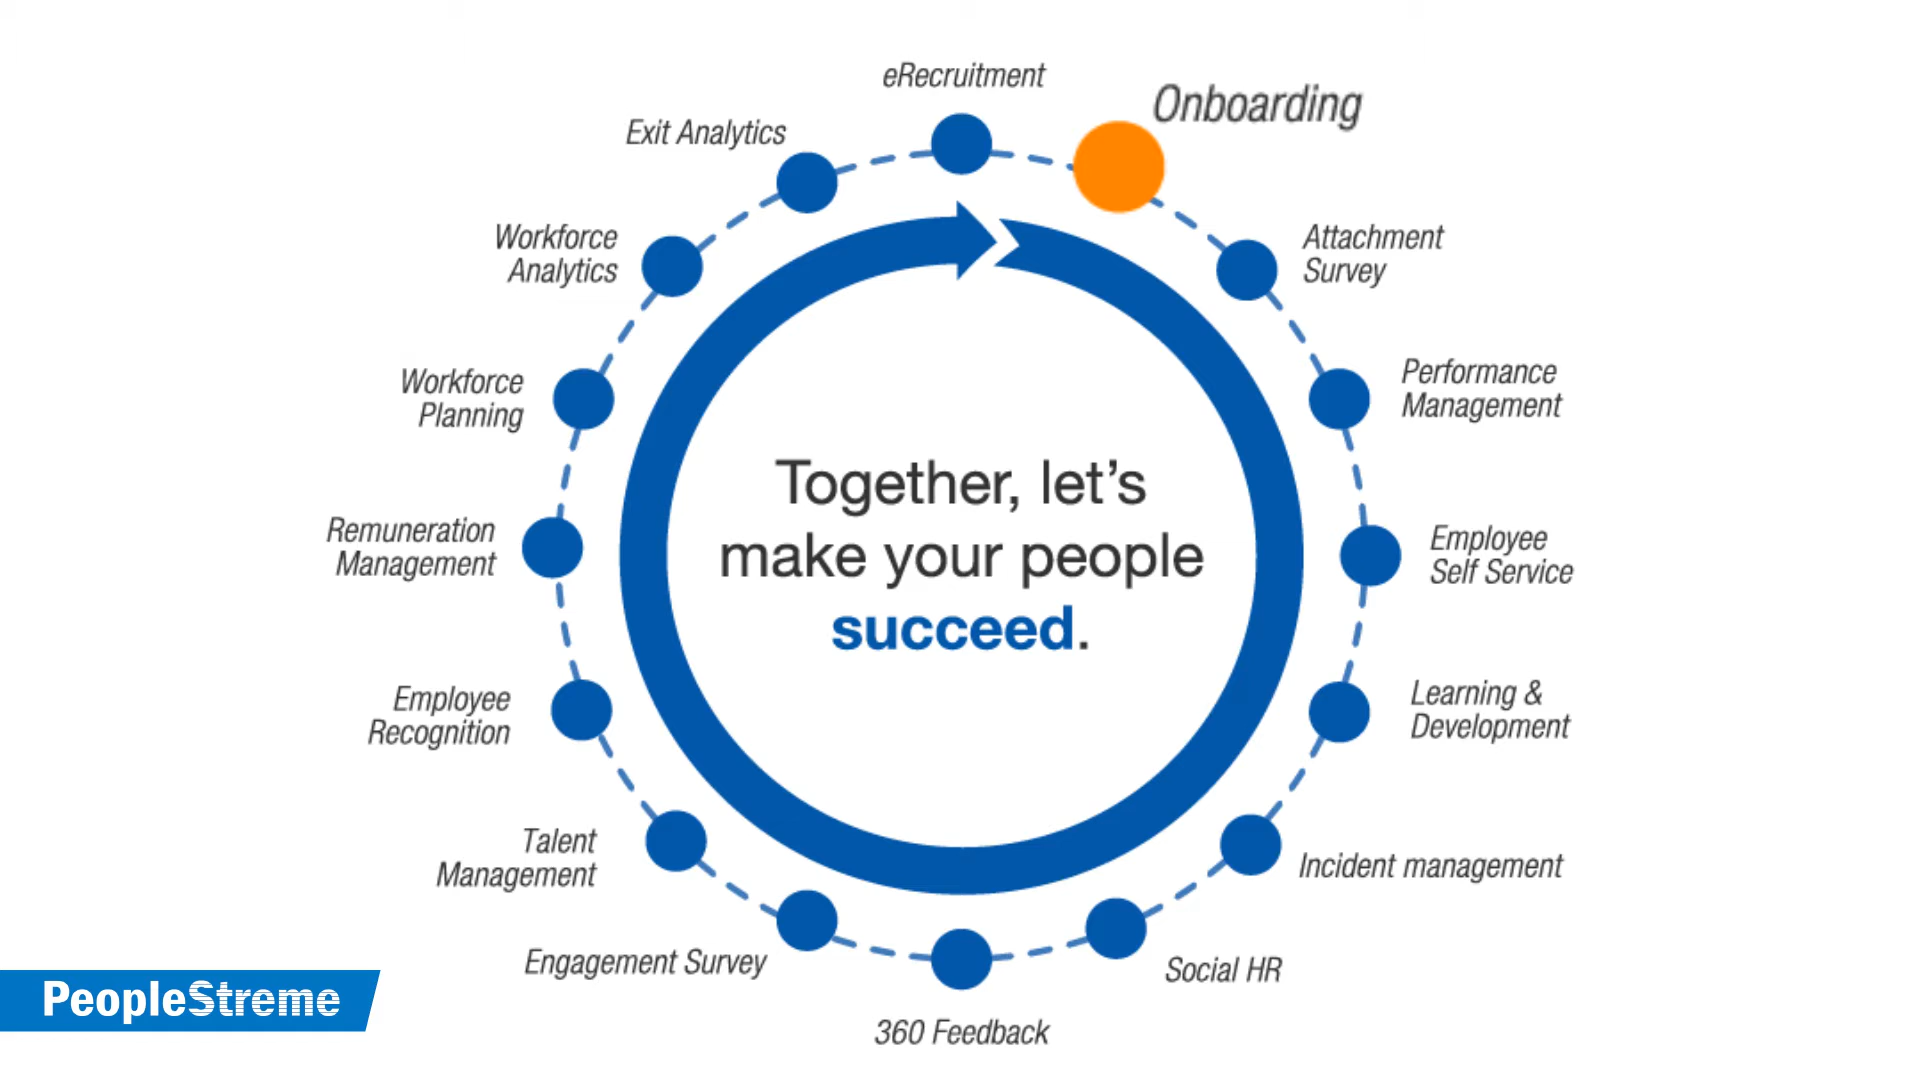 eRecruitment
Onboarding
Attachment
Survey
Performance
Management
Employee
Self Service
Learning &
Development
Incident management
Social HR
360 Feedback
Engagement Survey
Talent
Management
Employee
Recognition
Remuneration
Management
Workforce
Planning
Workforce
Analytics
Exit Analytics
Together, let’s
make your people
succeed.
PeopleStreme